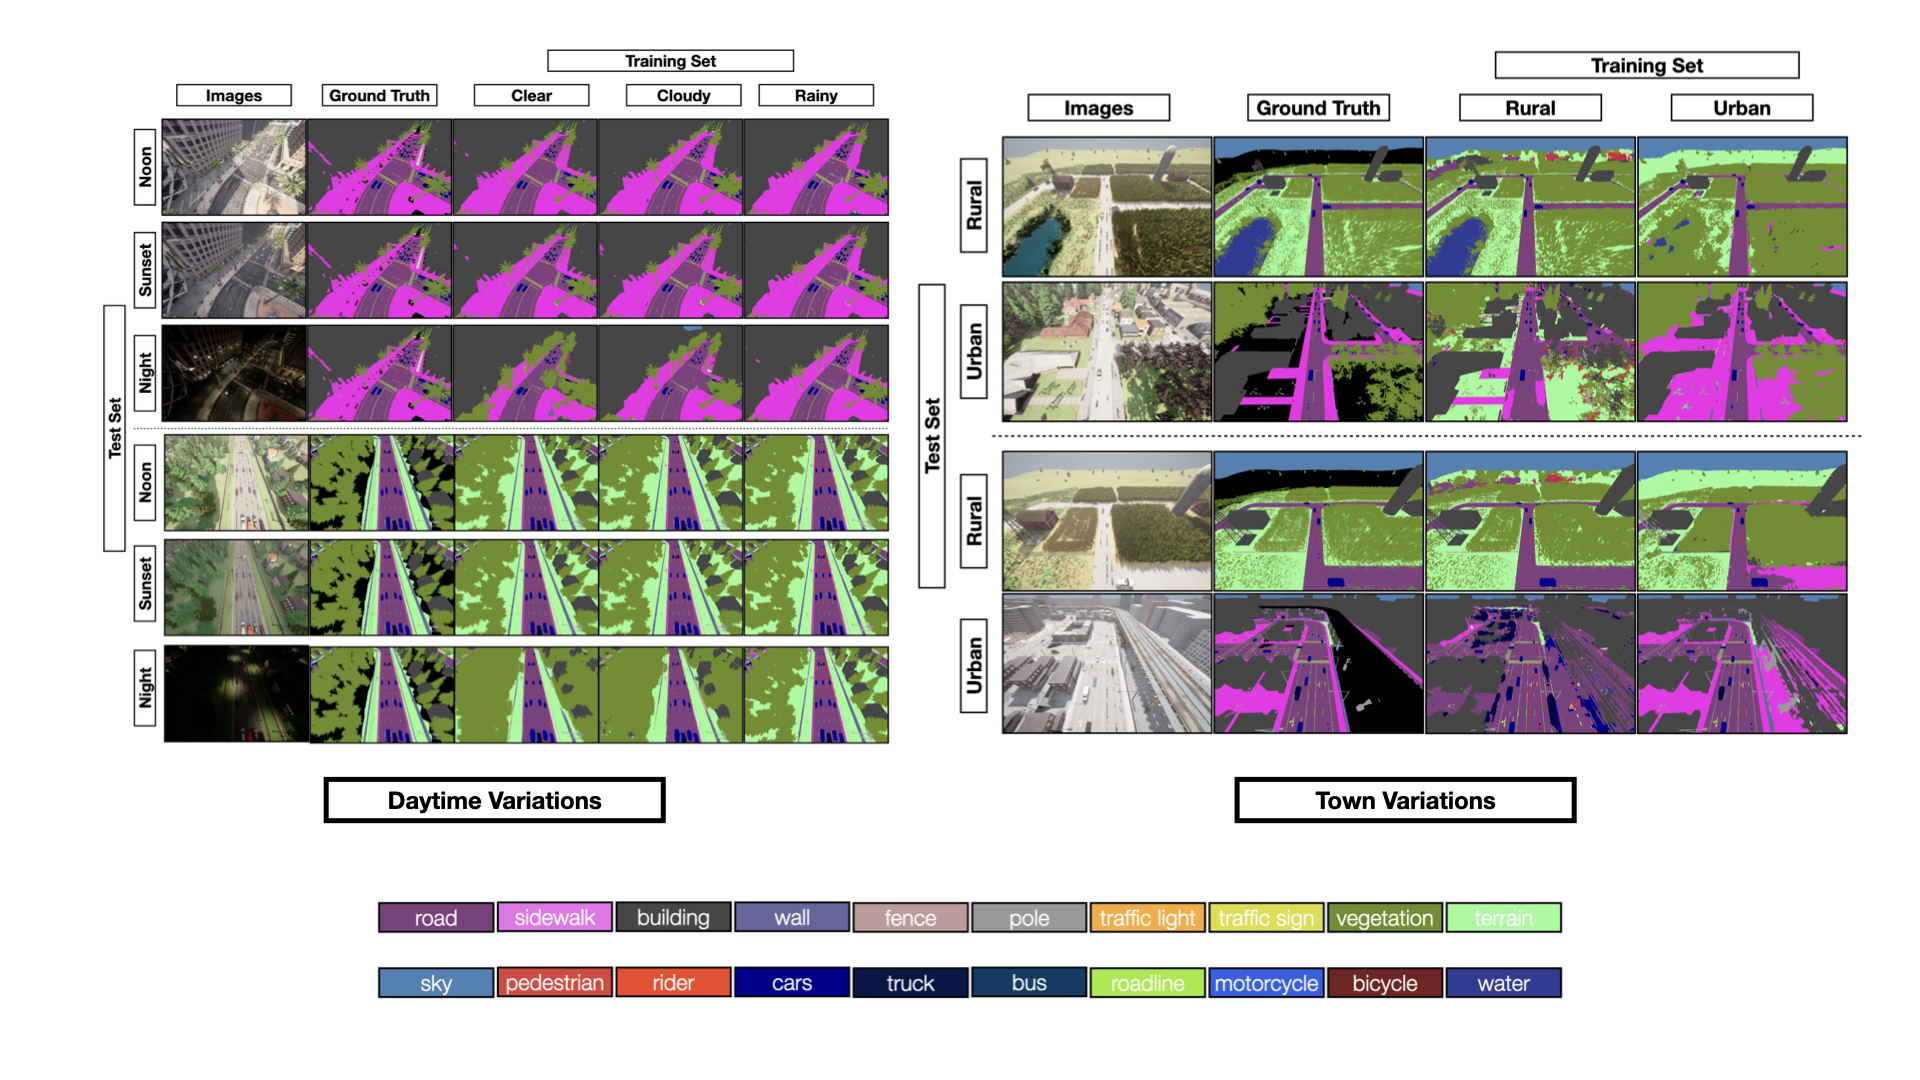 Training Set
Images
Ground Truth
Clear
Cloudy
Rainy
Test Set
Noon
Sunset
Night
Noon
Sunset
Night
Daytime Variations
Training Set
Images
Ground Truth
Rural
Urban
Test Set
Rural
Urban
Rural
Urban
Town Variations
road sidewalk building wall fence pole traffic light traffic sign vegetation terrain
sky pedestrian rider cars truck bus roadline motorcycle bicycle water